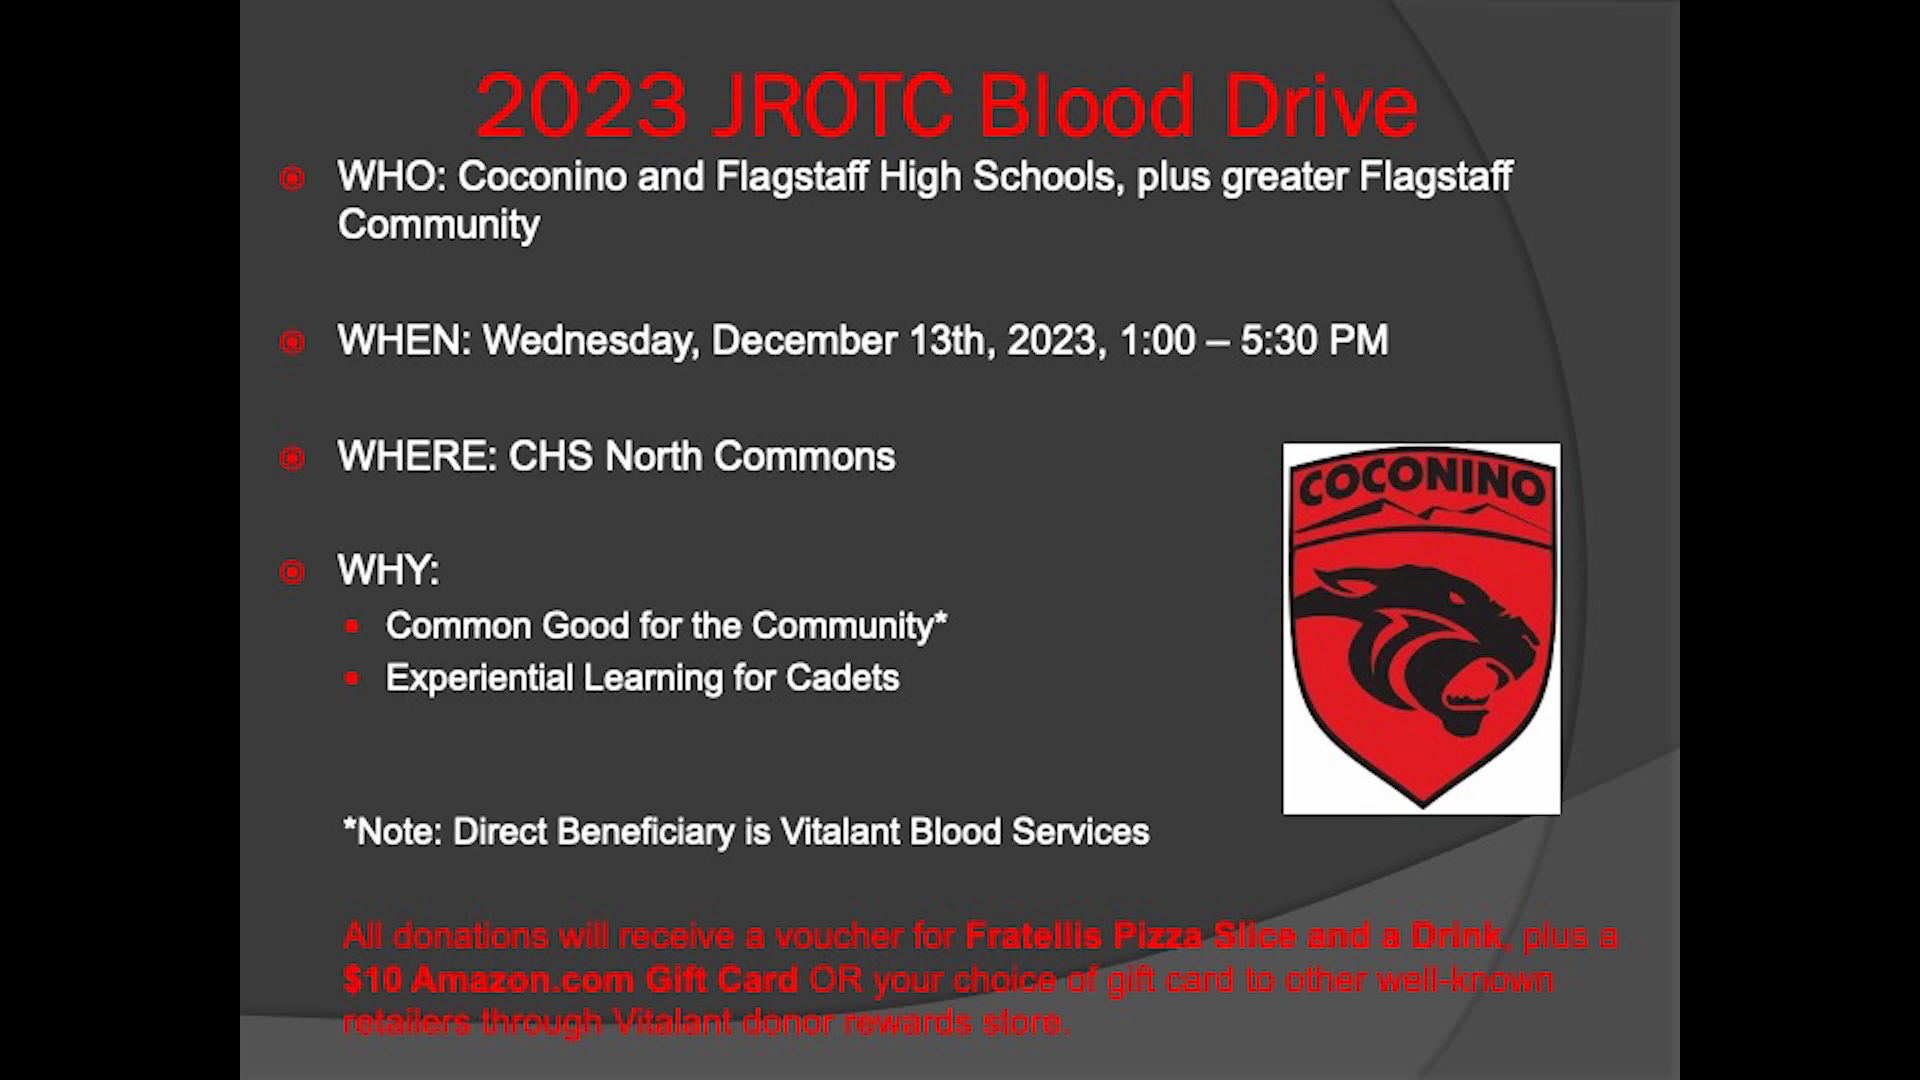 2023 JROTC Blood Drive
WHO: Coconino and Flagstaff High Schools, plus greater Flagstaff
Community
WHEN: Wednesday, December 13th, 2023, 1:00 – 5:30 PM
WHERE: CHS North Commons
COCONINO
WHY:
Common Good for the Community*
Experiential Learning for Cadets
*Note: Direct Beneficiary is Vitalant Blood Services
All donations will receive a voucher for Fratellis Pizza Slice and a Drink, plus a
$10 Amazon.com Gift Card OR your choice of gift card to other well-known
retailers through Vitalant donor rewards store.